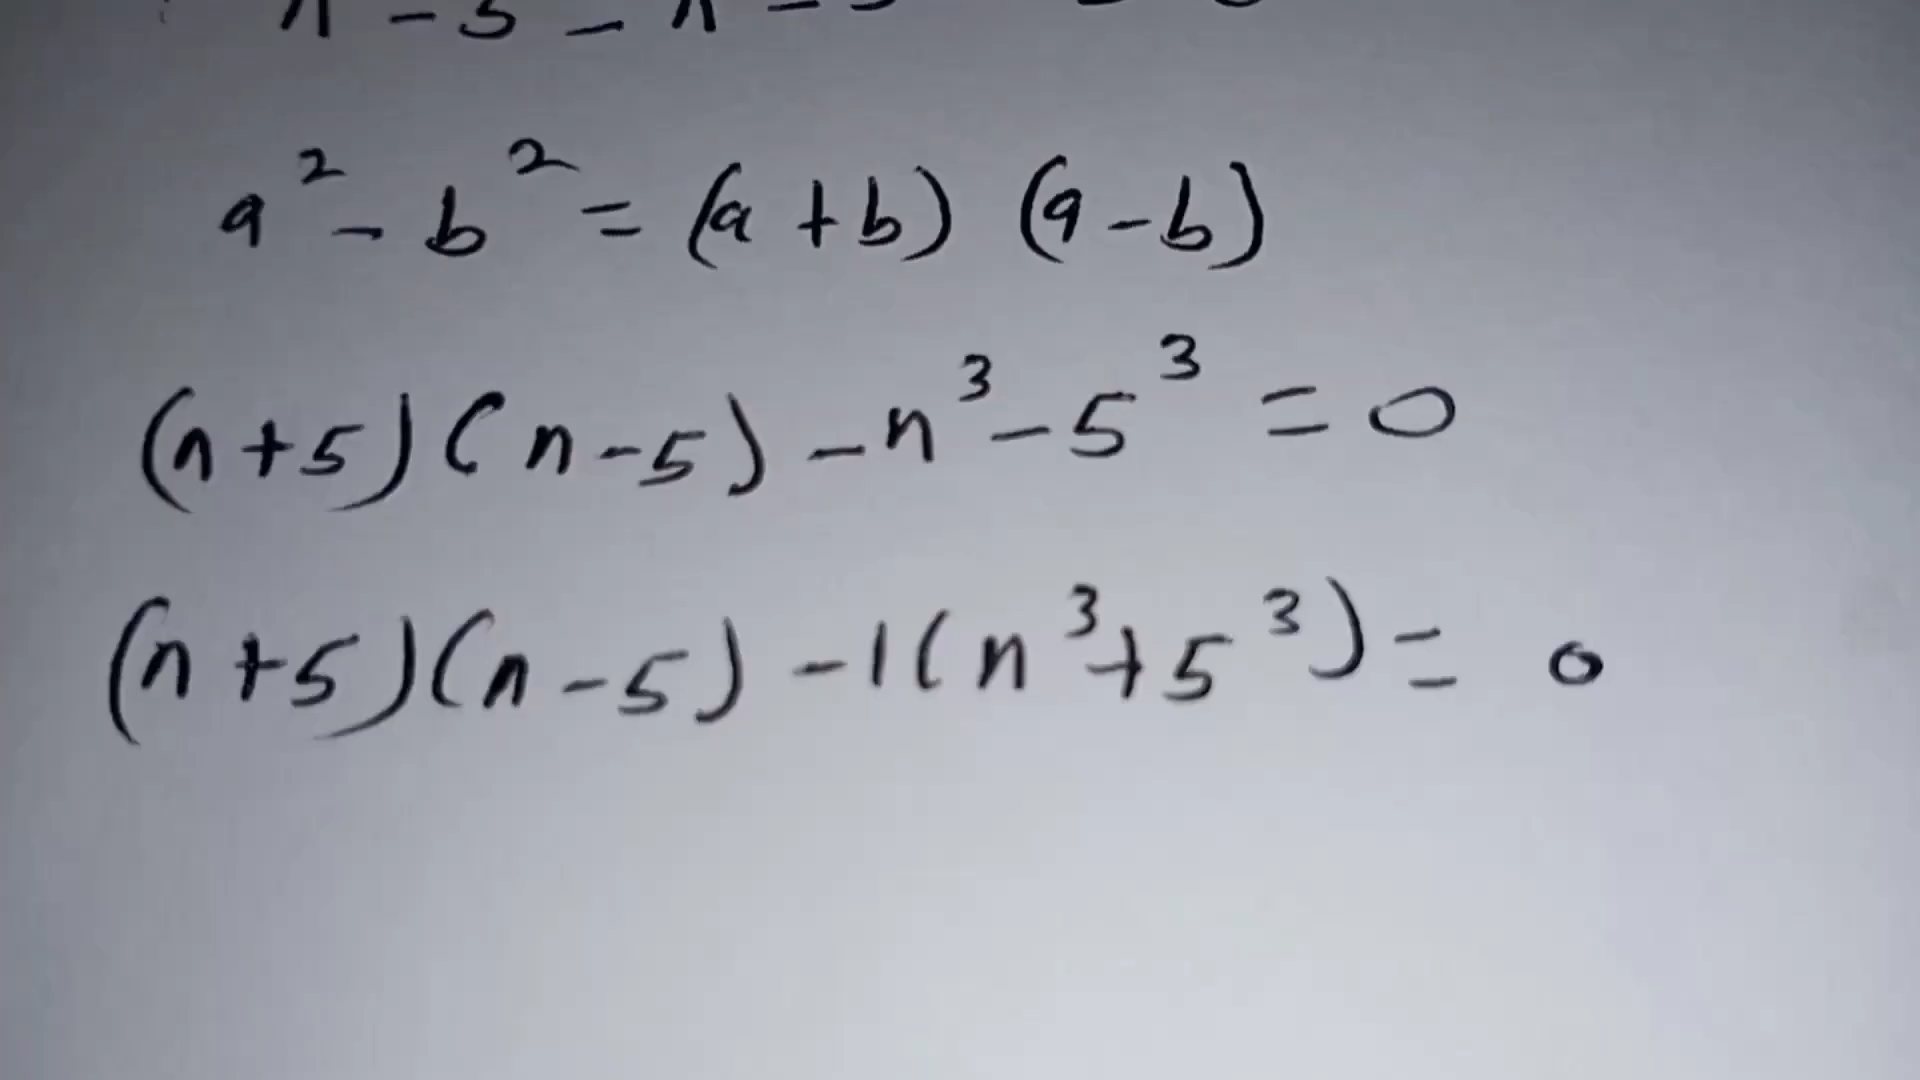 a² - b² = (a + b) (a - b)
(n + 5) (n - 5) - n³ - 5³ = 0
(n + 5) (n - 5) - 1 (n³ + 5³) = 0